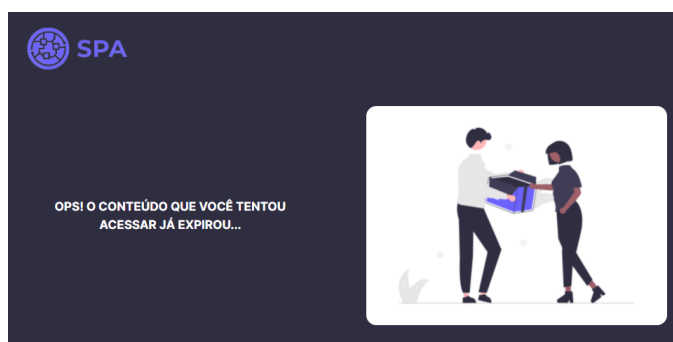 SPA
OPS! O CONTEÚDO QUE VOCÊ TENTOU
ACESSAR JÁ EXPIROU...